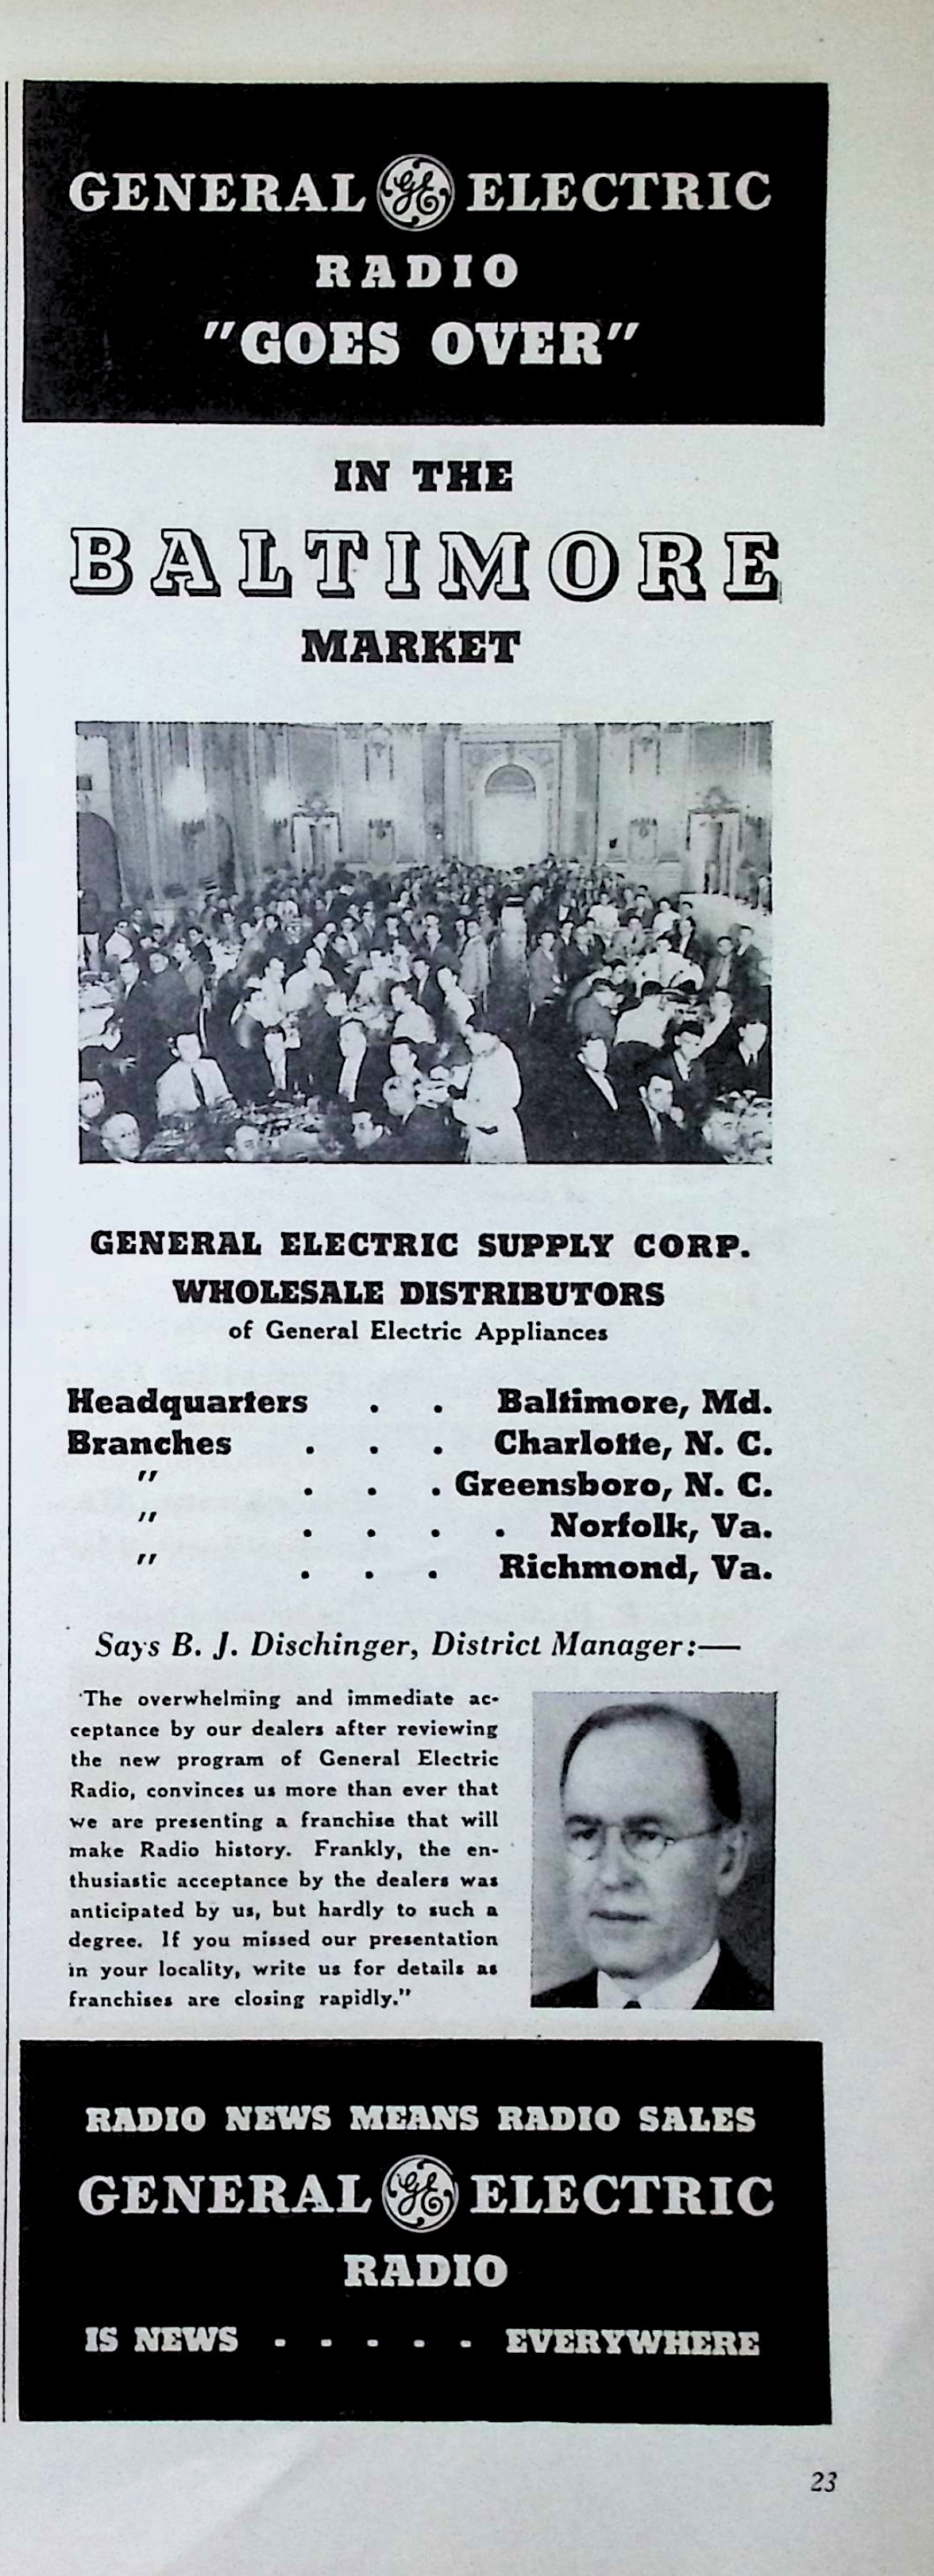 GENERAL GE ELECTRIC
RADIO
"GOES OVER"
IN THE
BALTIMORE
MARKET
GENERAL ELECTRIC SUPPLY CORP.
WHOLESALE DISTRIBUTORS
of General Electric Appliances
Headquarters . . Baltimore, Md.
Branches . . . Charlotte, N. C.
" . . . Greensboro, N. C.
" . . . . Norfolk, Va.
" . . . Richmond, Va.
Says B. J. Dischinger, District Manager:—
'The overwhelming and immediate ac-
ceptance by our dealers after reviewing
the new program of General Electric
Radio, convinces us more than ever that
we are presenting a franchise that will
make Radio history. Frankly, the en-
thusiastic acceptance by the dealers was
anticipated by us, but hardly to such a
degree. If you missed our presentation
in your locality, write us for details as
franchises are closing rapidly."
RADIO NEWS MEANS RADIO SALES
GENERAL GE ELECTRIC
RADIO
IS NEWS - - - - - EVERYWHERE
23